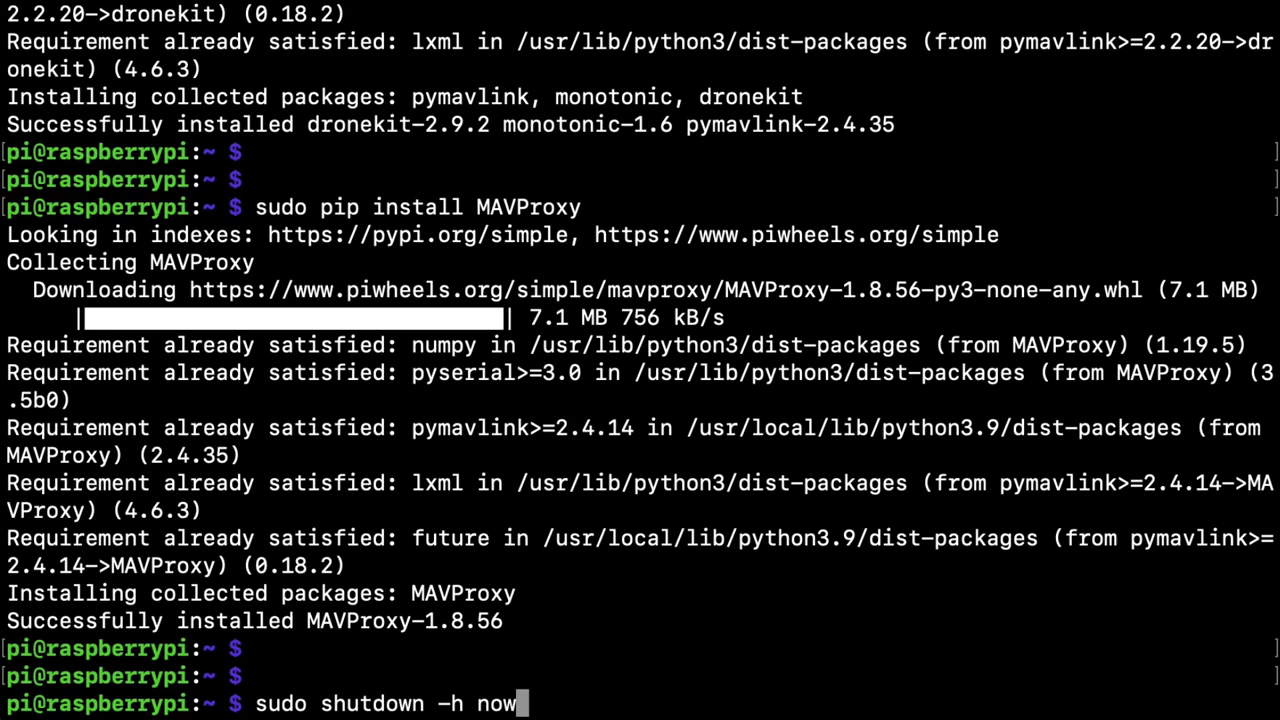 2.2.20->dronekit) (0.18.2)
Requirement already satisfied: lxml in /usr/lib/python3/dist-packages (from pymavlink>=2.2.20->dr
onekit) (4.6.3)
Installing collected packages: pymavlink, monotonic, dronekit
Successfully installed dronekit-2.9.2 monotonic-1.6 pymavlink-2.4.35
[pi@raspberrypi:~ $ ]
[pi@raspberrypi:~ $ ]
[pi@raspberrypi:~ $ sudo pip install MAVProxy ]
Looking in indexes: https://pypi.org/simple, https://www.piwheels.org/simple
Collecting MAVProxy
  Downloading https://www.piwheels.org/simple/mavproxy/MAVProxy-1.8.56-py3-none-any.whl (7.1 MB)
     |████████████████████████████████| 7.1 MB 756 kB/s
Requirement already satisfied: numpy in /usr/lib/python3/dist-packages (from MAVProxy) (1.19.5)
Requirement already satisfied: pyserial>=3.0 in /usr/lib/python3/dist-packages (from MAVProxy) (3
.5b0)
Requirement already satisfied: pymavlink>=2.4.14 in /usr/local/lib/python3.9/dist-packages (from
MAVProxy) (2.4.35)
Requirement already satisfied: lxml in /usr/lib/python3/dist-packages (from pymavlink>=2.4.14->MA
VProxy) (4.6.3)
Requirement already satisfied: future in /usr/local/lib/python3.9/dist-packages (from pymavlink>=
2.4.14->MAVProxy) (0.18.2)
Installing collected packages: MAVProxy
Successfully installed MAVProxy-1.8.56
[pi@raspberrypi:~ $ ]
[pi@raspberrypi:~ $ ]
pi@raspberrypi:~ $ sudo shutdown -h now